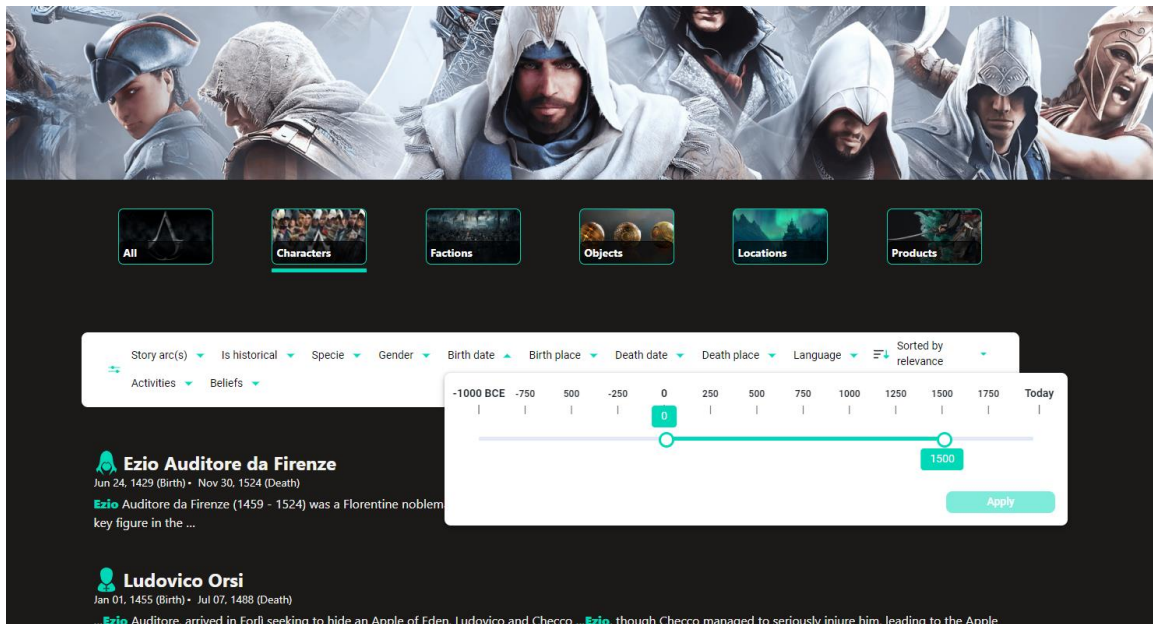 All
Characters
Factions
Objects
Locations
Products
Story arc(s)
Is historical
Specie
Gender
Birth date
Birth place
Death date
Death place
Language
Sorted by
relevance
Activities
Beliefs
-1000 BCE -750 500 -250 0 250 500 750 1000 1250 1500 1750 Today
0
1500
Apply
Ezio Auditore da Firenze
Jun 24, 1429 (Birth) • Nov 30, 1524 (Death)
Ezio Auditore da Firenze (1459 - 1524) was a Florentine noblem
key figure in the ...
Ludovico Orsi
Jan 01, 1455 (Birth) • Jul 07, 1488 (Death)
...Ezio Auditore, arrived in Forlì seeking to hide an Apple of Eden. Ludovico and Checco ...Ezio, though Checco managed to seriously injure him, leading to the Apple